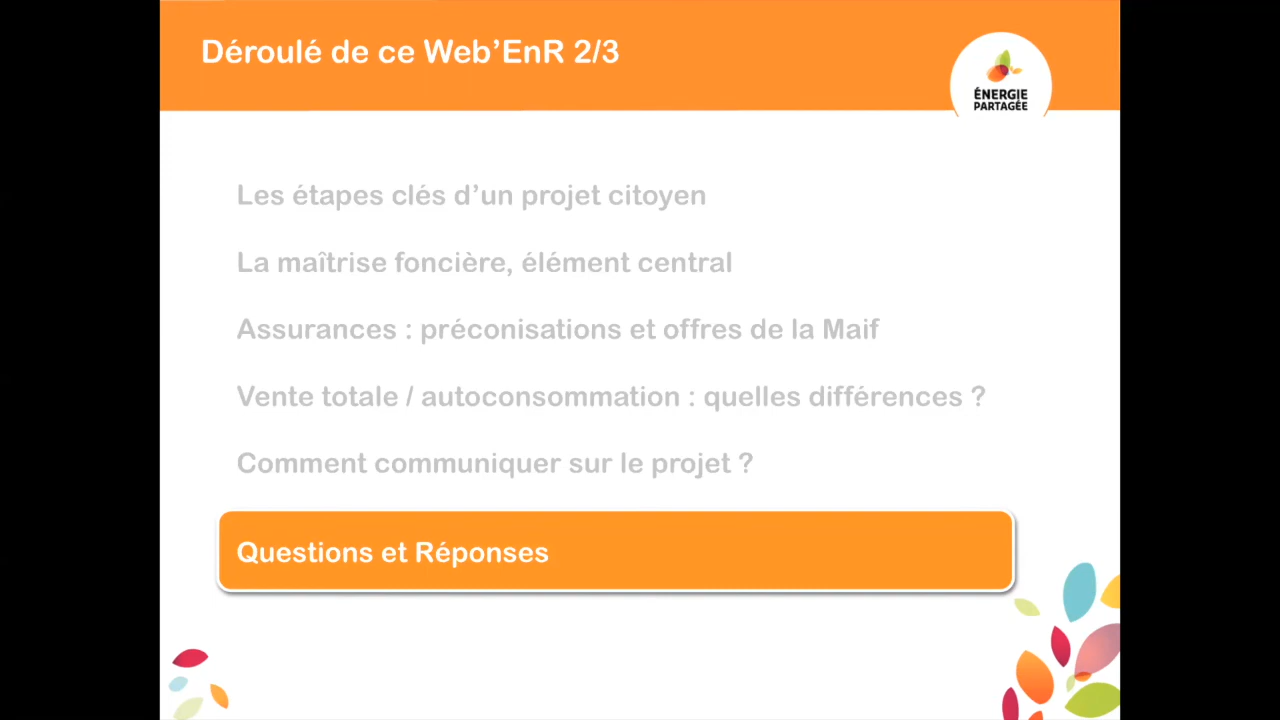 Déroulé de ce Web’EnR 2/3
ÉNERGIE
PARTAGÉE
Les étapes clés d’un projet citoyen
La maîtrise foncière, élément central
Assurances : préconisations et offres de la Maif
Vente totale / autoconsommation : quelles différences ?
Comment communiquer sur le projet ?
Questions et Réponses